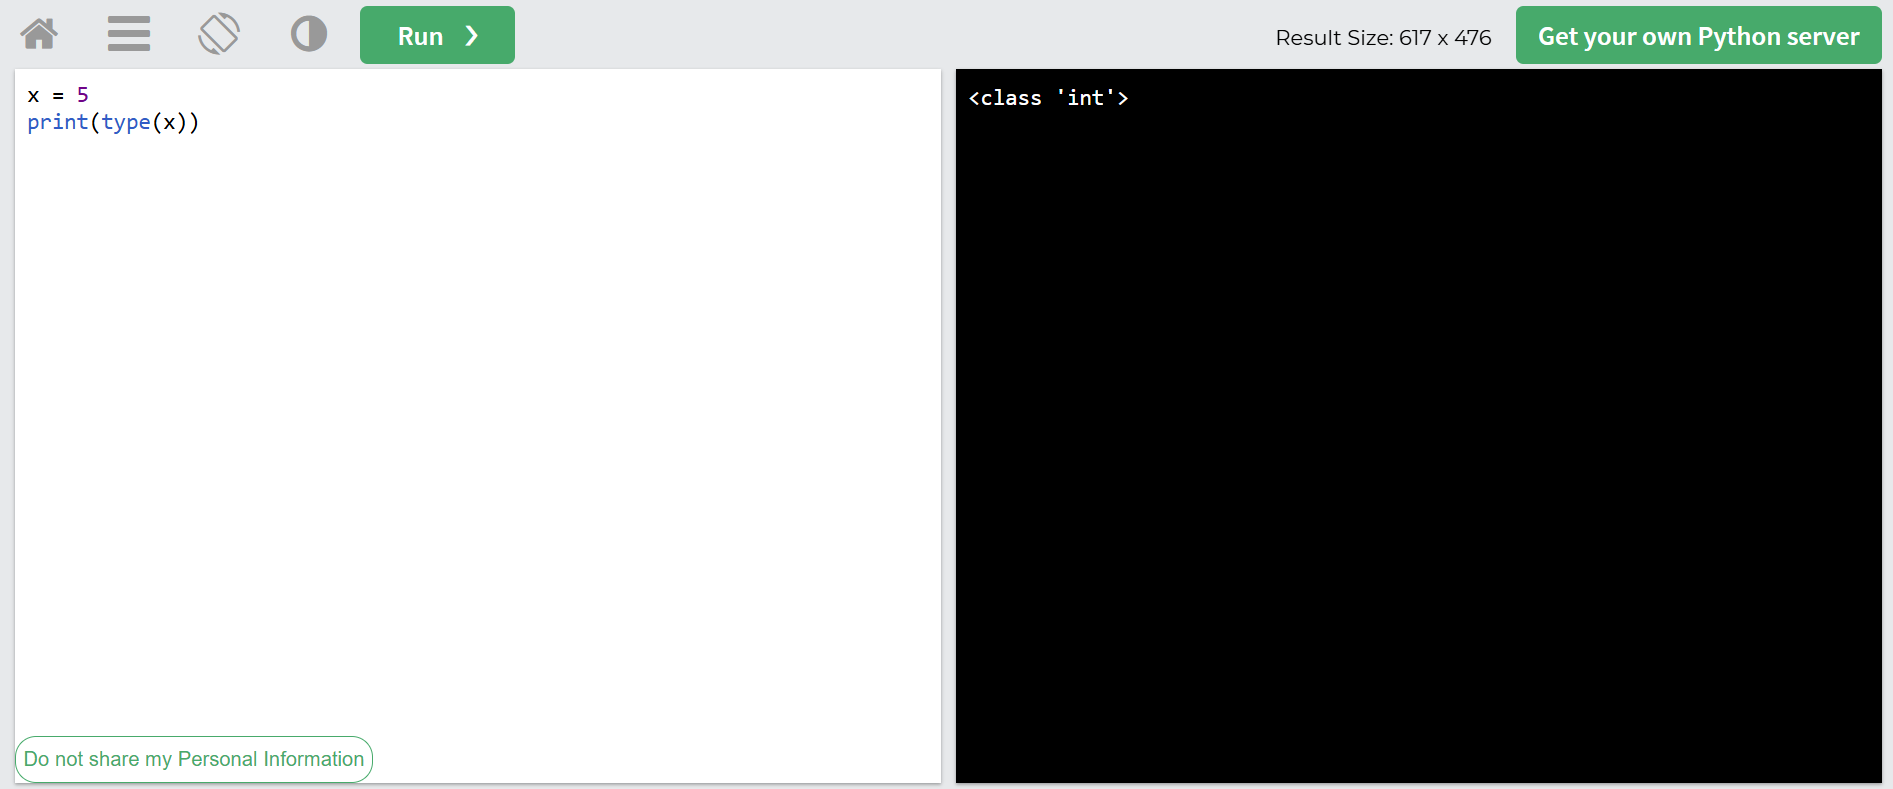 Run ❯
Result Size: 617 x 476
Get your own Python server
x = 5
print(type(x))
<class 'int'>
Do not share my Personal Information